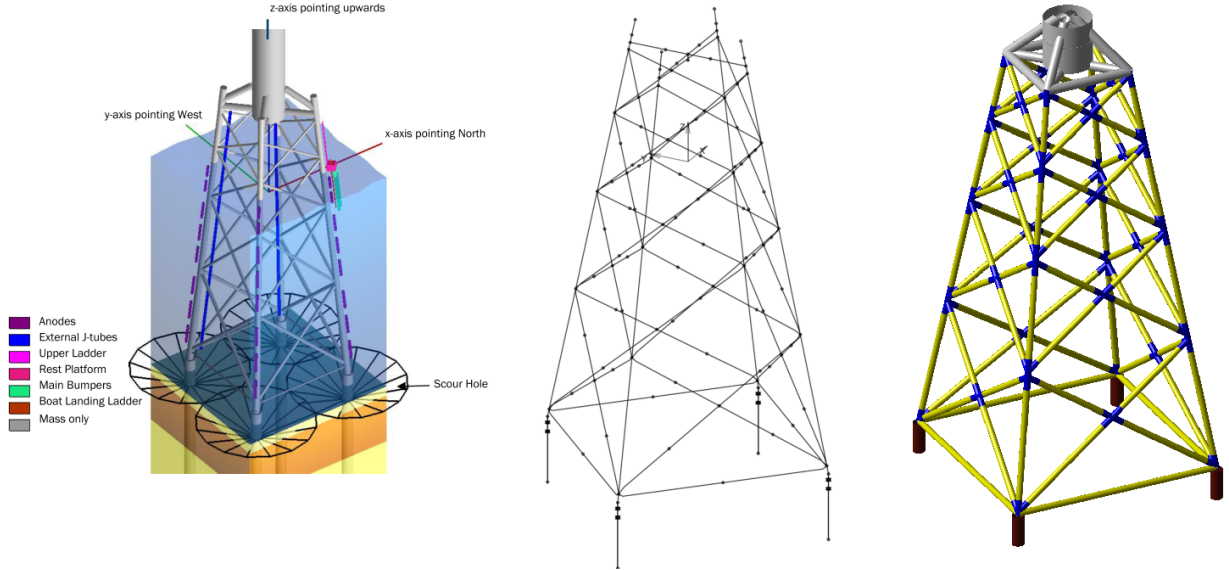 z-axis pointing upwards
y-axis pointing West
x-axis pointing North
Anodes
External J-tubes
Upper Ladder
Rest Platform
Main Bumpers
Boat Landing Ladder
Mass only
Scour Hole
Z